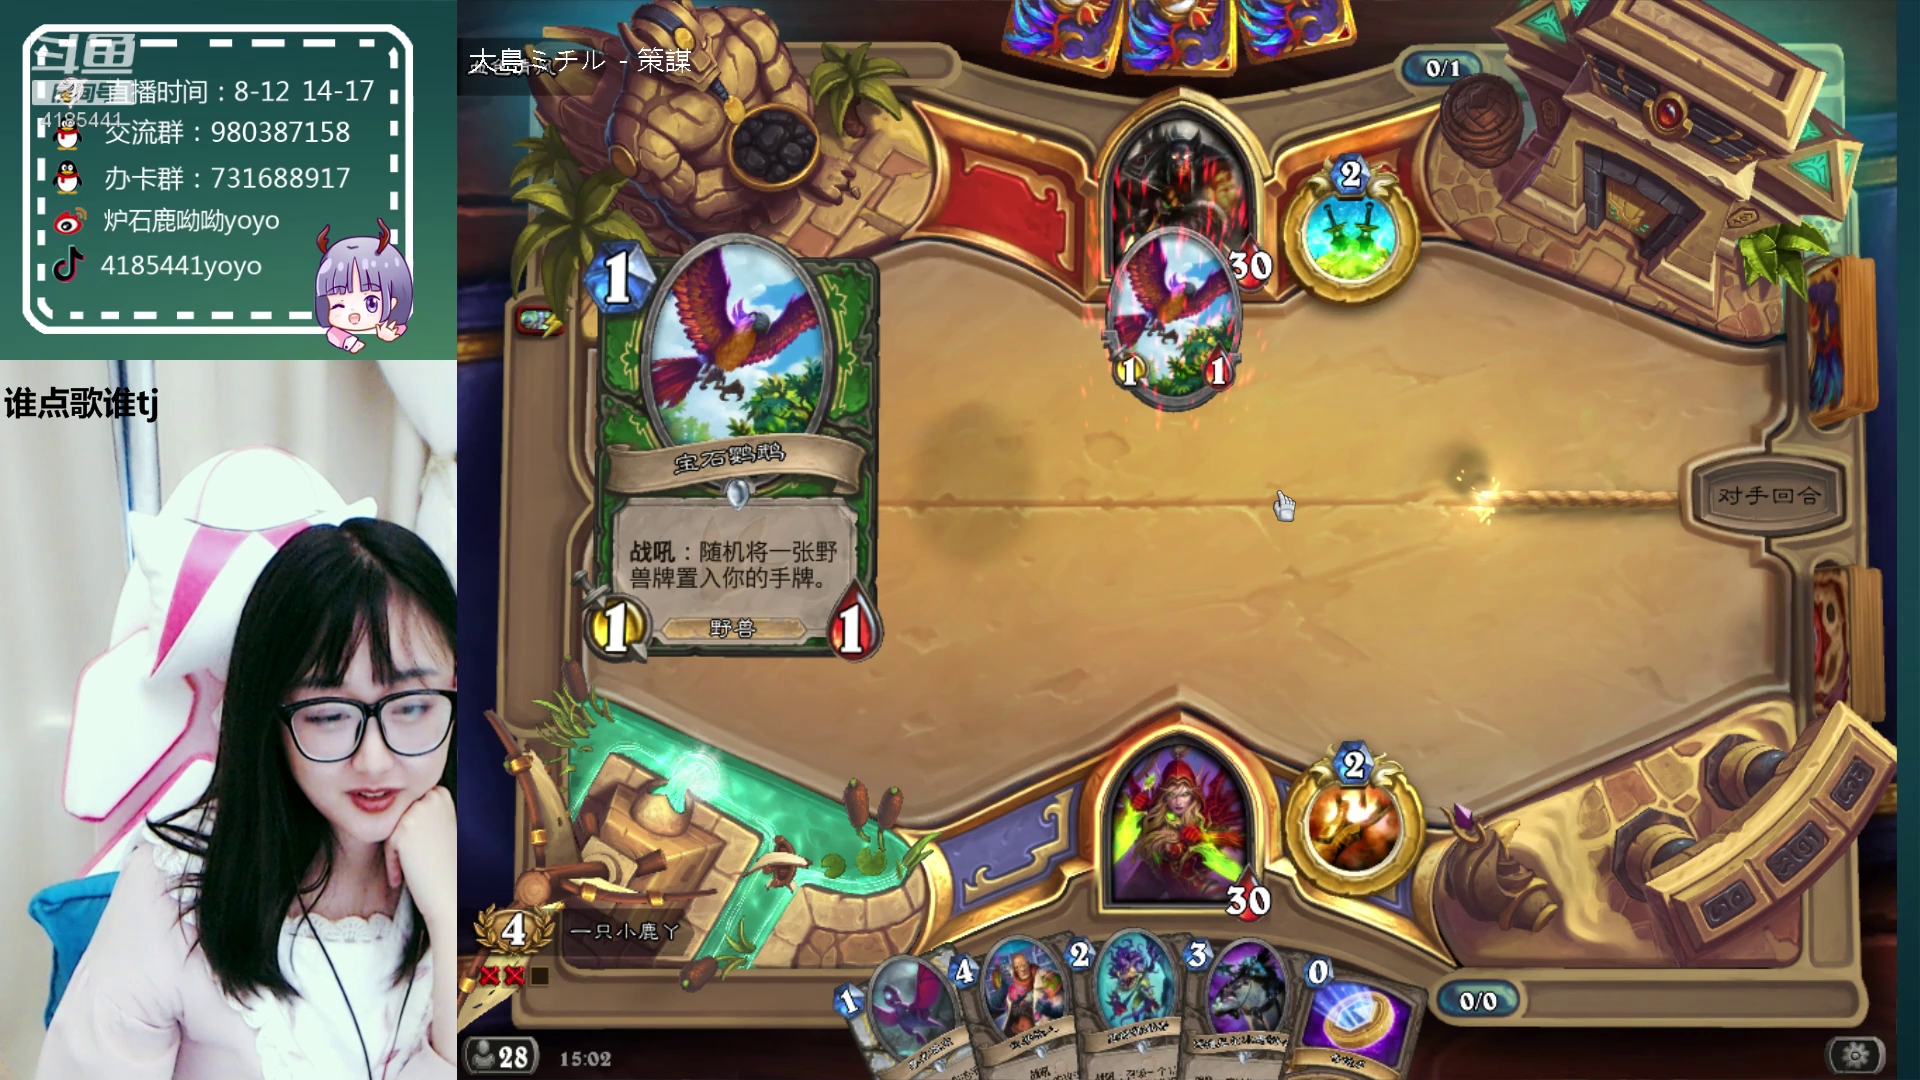 斗鱼
直播时间：8-12 14-17
4185441
交流群：980387158
办卡群：731688917
炉石鹿呦呦yoyo
4185441yoyo
谁点歌谁tj
大島ミチル - 策謀
0/1
2
30
1
1
1
宝石鹦鹉
战吼：随机将一张野
兽牌置入你的手牌。
1
野兽
1
对手回合
2
30
4
一只小鹿丫
1
4
2
3
0
0/0
28
15:02